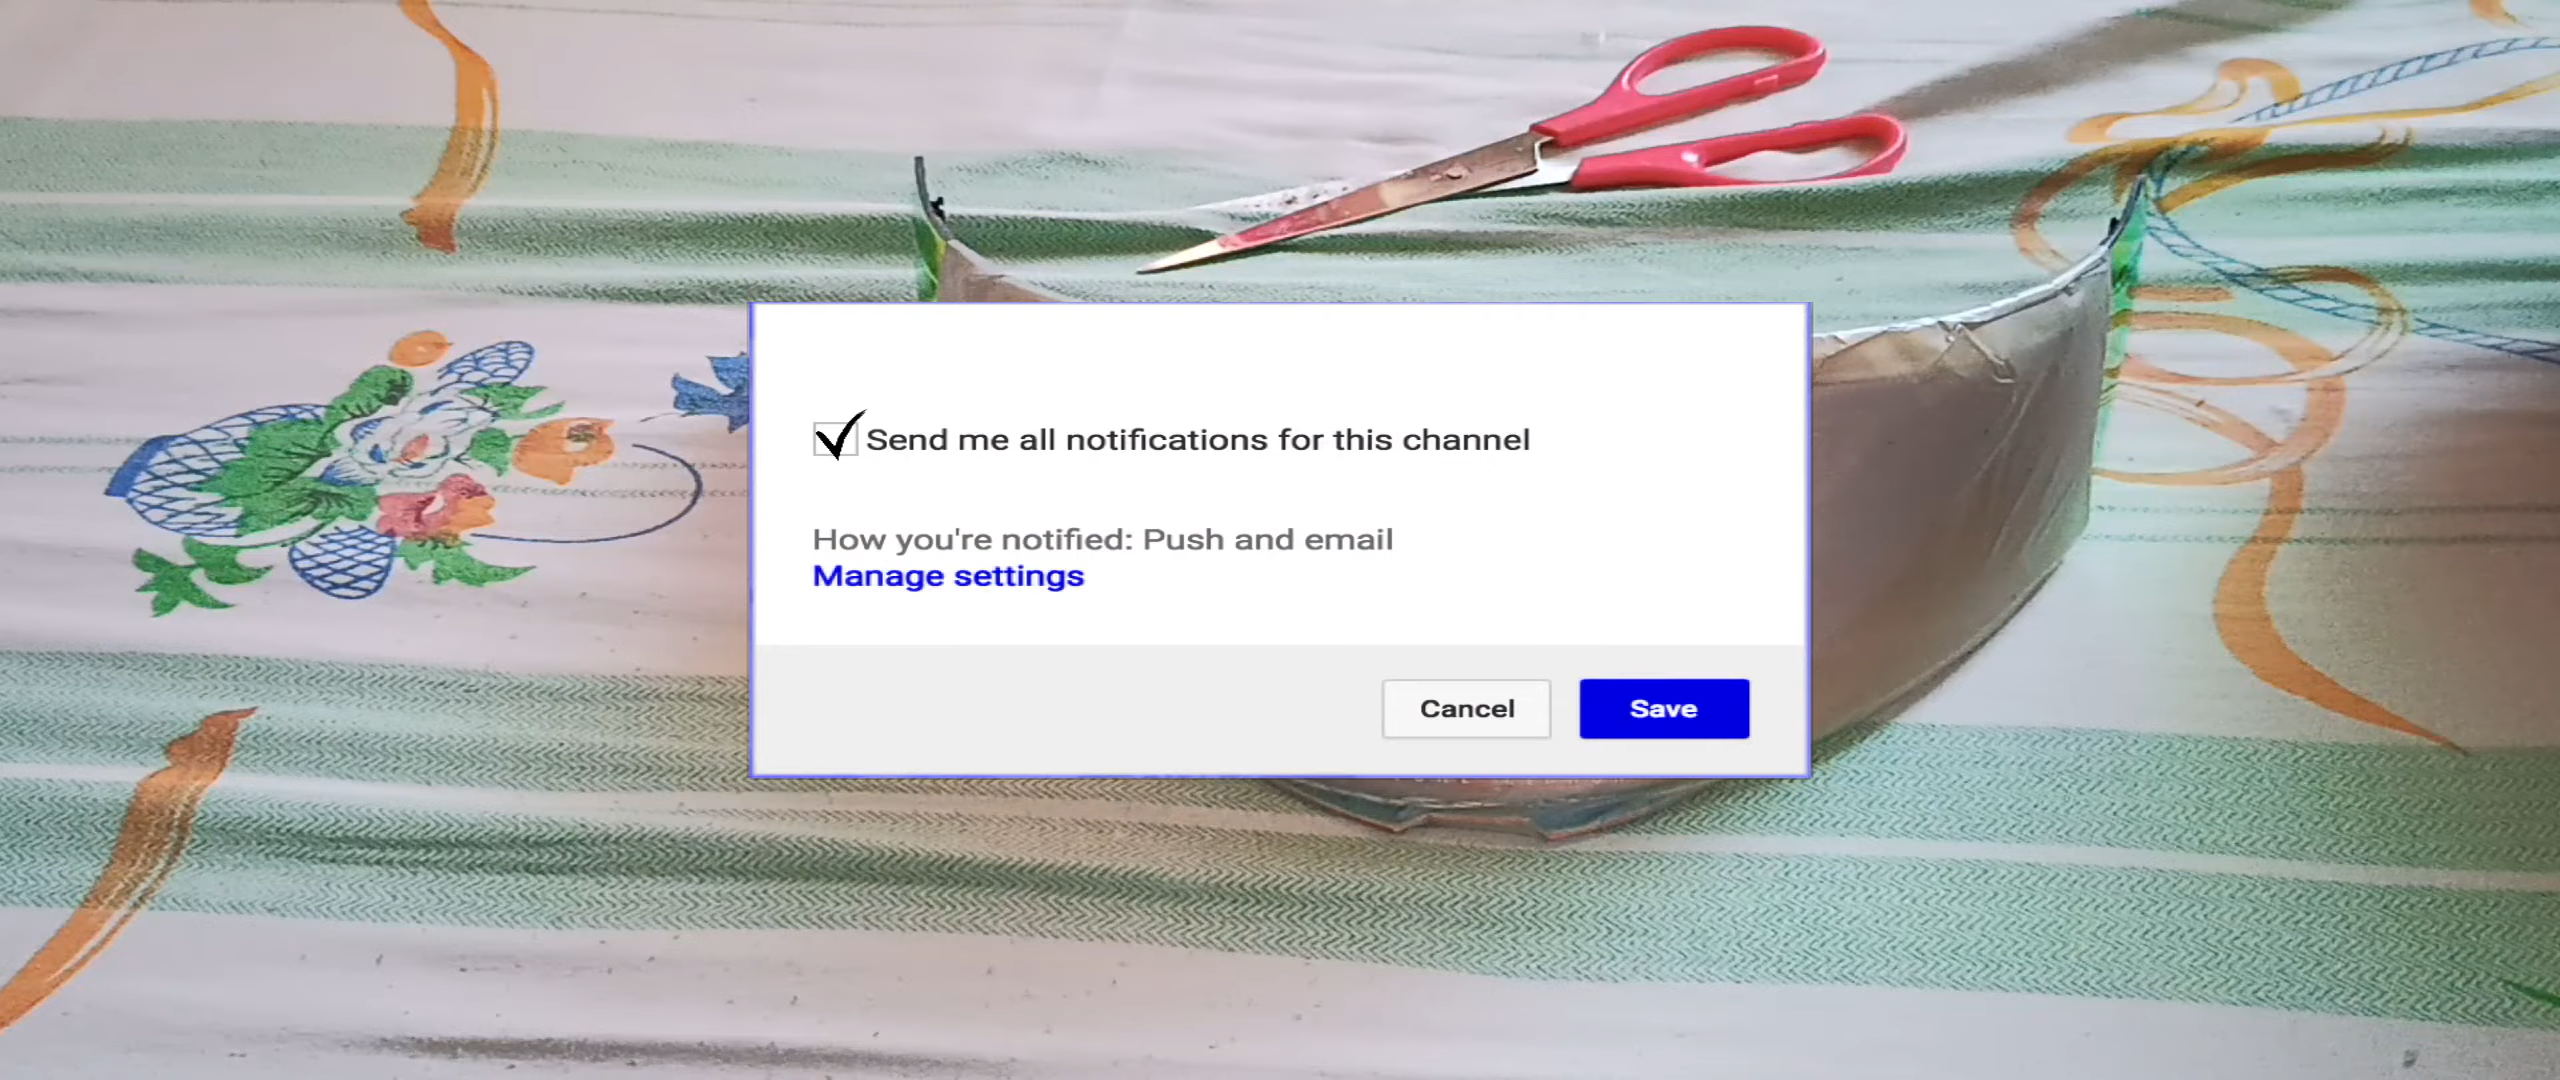 Send me all notifications for this channel
How you're notified: Push and email
Manage settings
Cancel
Save